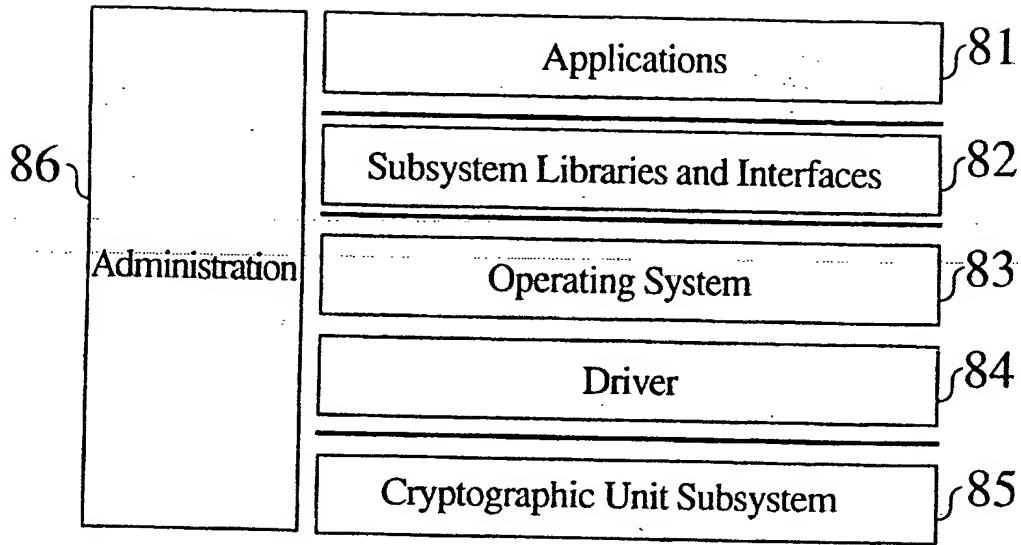 Applications 81
Subsystem Libraries and Interfaces 82
86
Administration
Operating System 83
Driver 84
Cryptographic Unit Subsystem 85